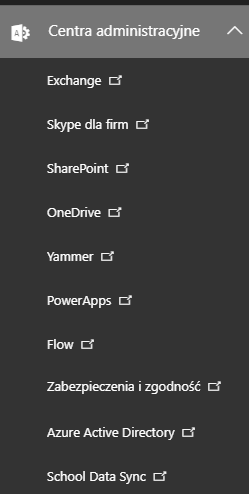 Centra administracyjne
Exchange
Skype dla firm
SharePoint
OneDrive
Yammer
PowerApps
Flow
Zabezpieczenia i zgodność
Azure Active Directory
School Data Sync